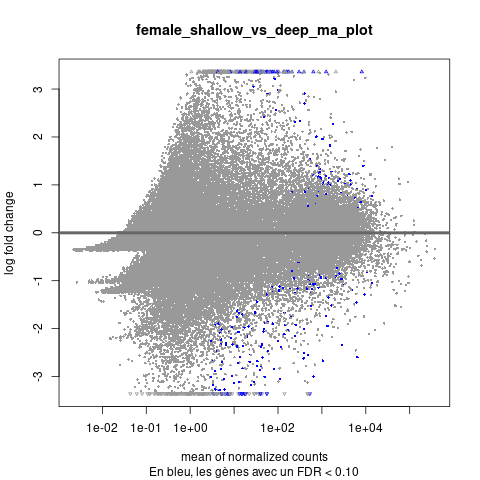 female_shallow_vs_deep_ma_plot
log fold change
3
2
1
0
-1
-2
-3
1e-02 1e-01 1e+00 1e+02 1e+04
mean of normalized counts
En bleu, les gènes avec un FDR < 0.10